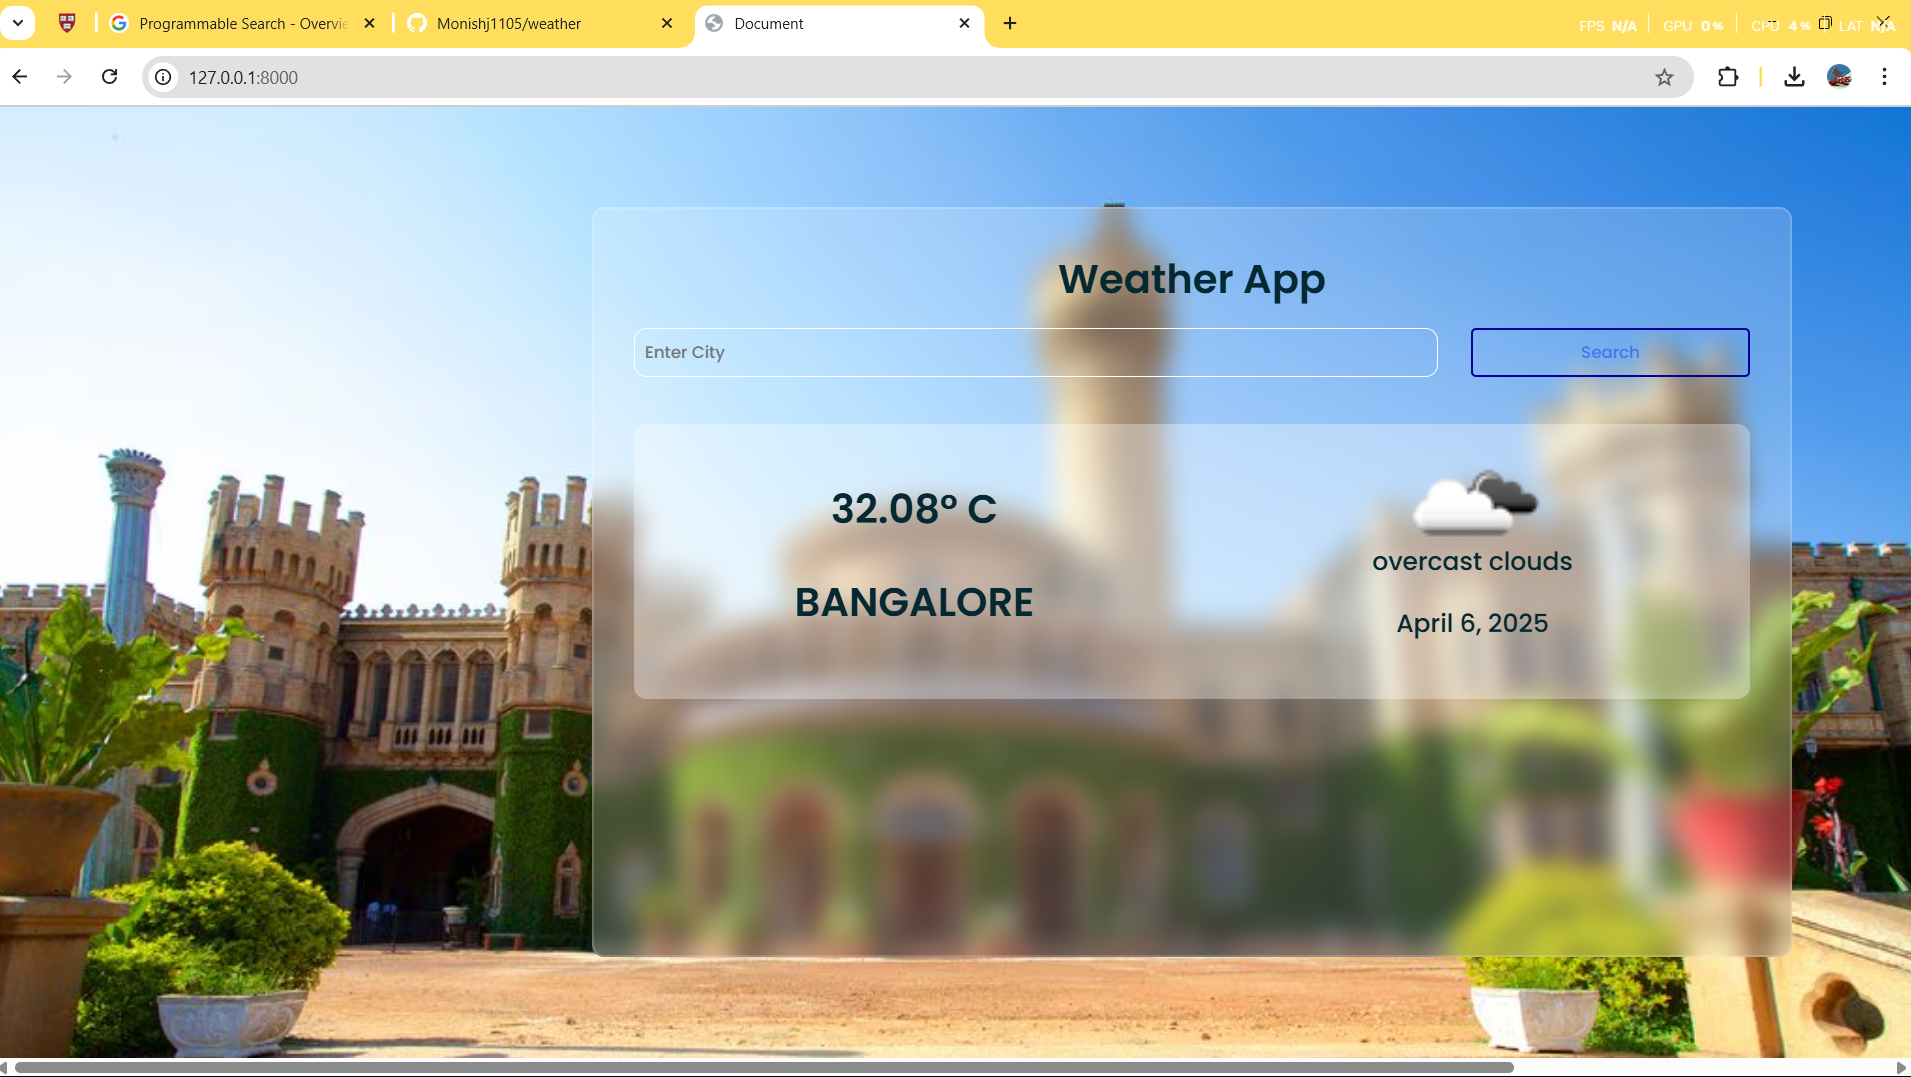 Programmable Search - Overvie
Monishj1105/weather
Document
FPS N/A GPU 0% CPU 4% LAT N/A
127.0.0.1:8000
Weather App
Enter City
Search
32.08° C
BANGALORE
overcast clouds
April 6, 2025